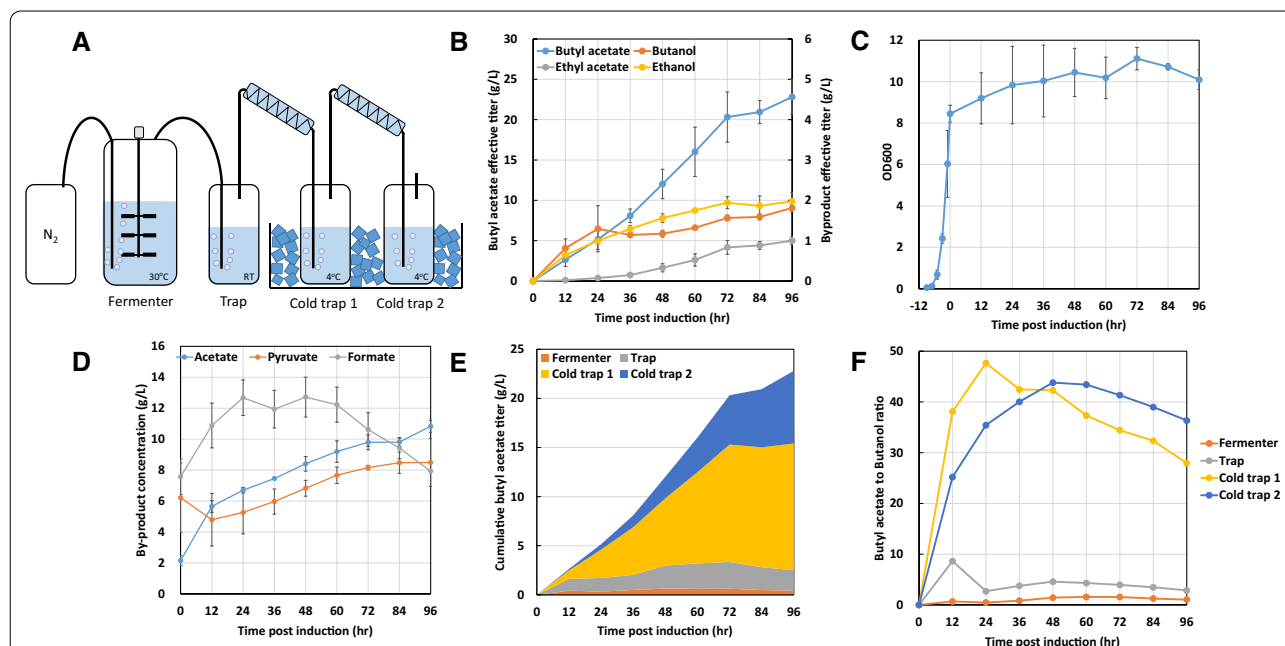 A
N2
30°C
RT
4°C
4°C
Fermenter
Trap
Cold trap 1
Cold trap 2
B
Butyl acetate
Butanol
Ethyl acetate
Ethanol
Butyl acetate effective titer (g/L)
30
25
20
15
10
5
0
Byproduct effective titer (g/L)
6
5
4
3
2
1
0
0 12 24 36 48 60 72 84 96
Time post induction (hr)
C
OD600
12
10
8
6
4
2
0
-12 0 12 24 36 48 60 72 84 96
Time post induction (hr)
D
Acetate
Pyruvate
Formate
By-product concentration (g/L)
16
14
12
10
8
6
4
2
0
0 12 24 36 48 60 72 84 96
Time post induction (hr)
E
Fermenter
Trap
Cold trap 1
Cold trap 2
Cumulative butyl acetate titer (g/L)
25
20
15
10
5
0
0 12 24 36 48 60 72 84 96
Time post induction (hr)
F
Butyl acetate to Butanol ratio
50
40
30
20
10
0
0 12 24 36 48 60 72 84 96
Time post induction (hr)
Fermenter
Trap
Cold trap 1
Cold trap 2